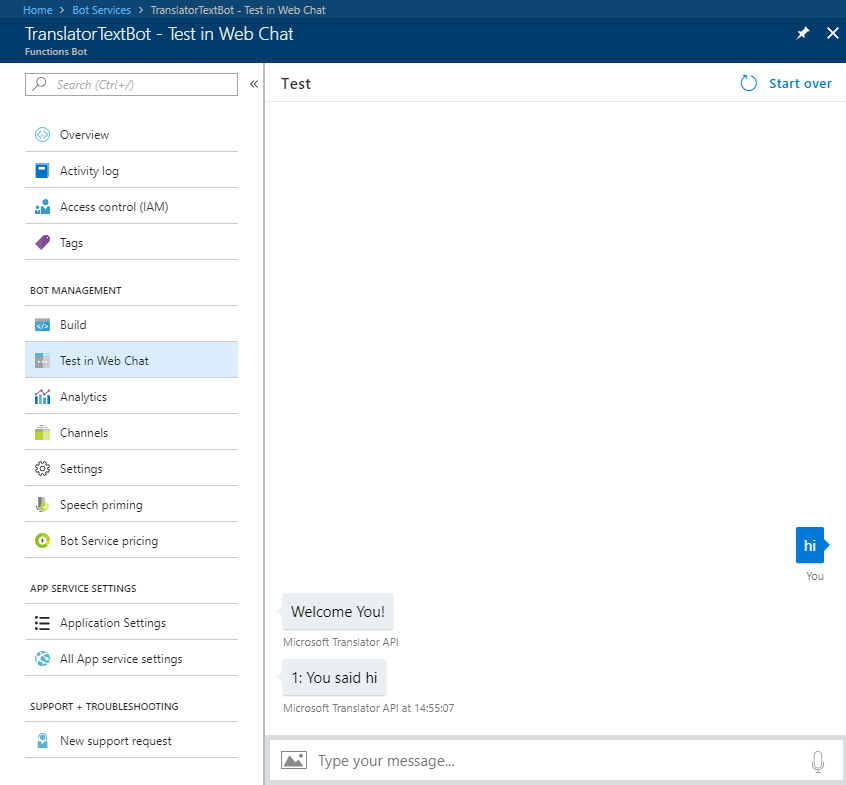 Home > Bot Services > TranslatorTextBot - Test in Web Chat
TranslatorTextBot - Test in Web Chat
Functions Bot
Search (Ctrl+/)
Overview
Activity log
Access control (IAM)
Tags
BOT MANAGEMENT
Build
Test in Web Chat
Analytics
Channels
Settings
Speech priming
Bot Service pricing
APP SERVICE SETTINGS
Application Settings
All App service settings
SUPPORT + TROUBLESHOOTING
New support request
Test
Start over
hi
You
Welcome You!
Microsoft Translator API
1: You said hi
Microsoft Translator API at 14:55:07
Type your message...